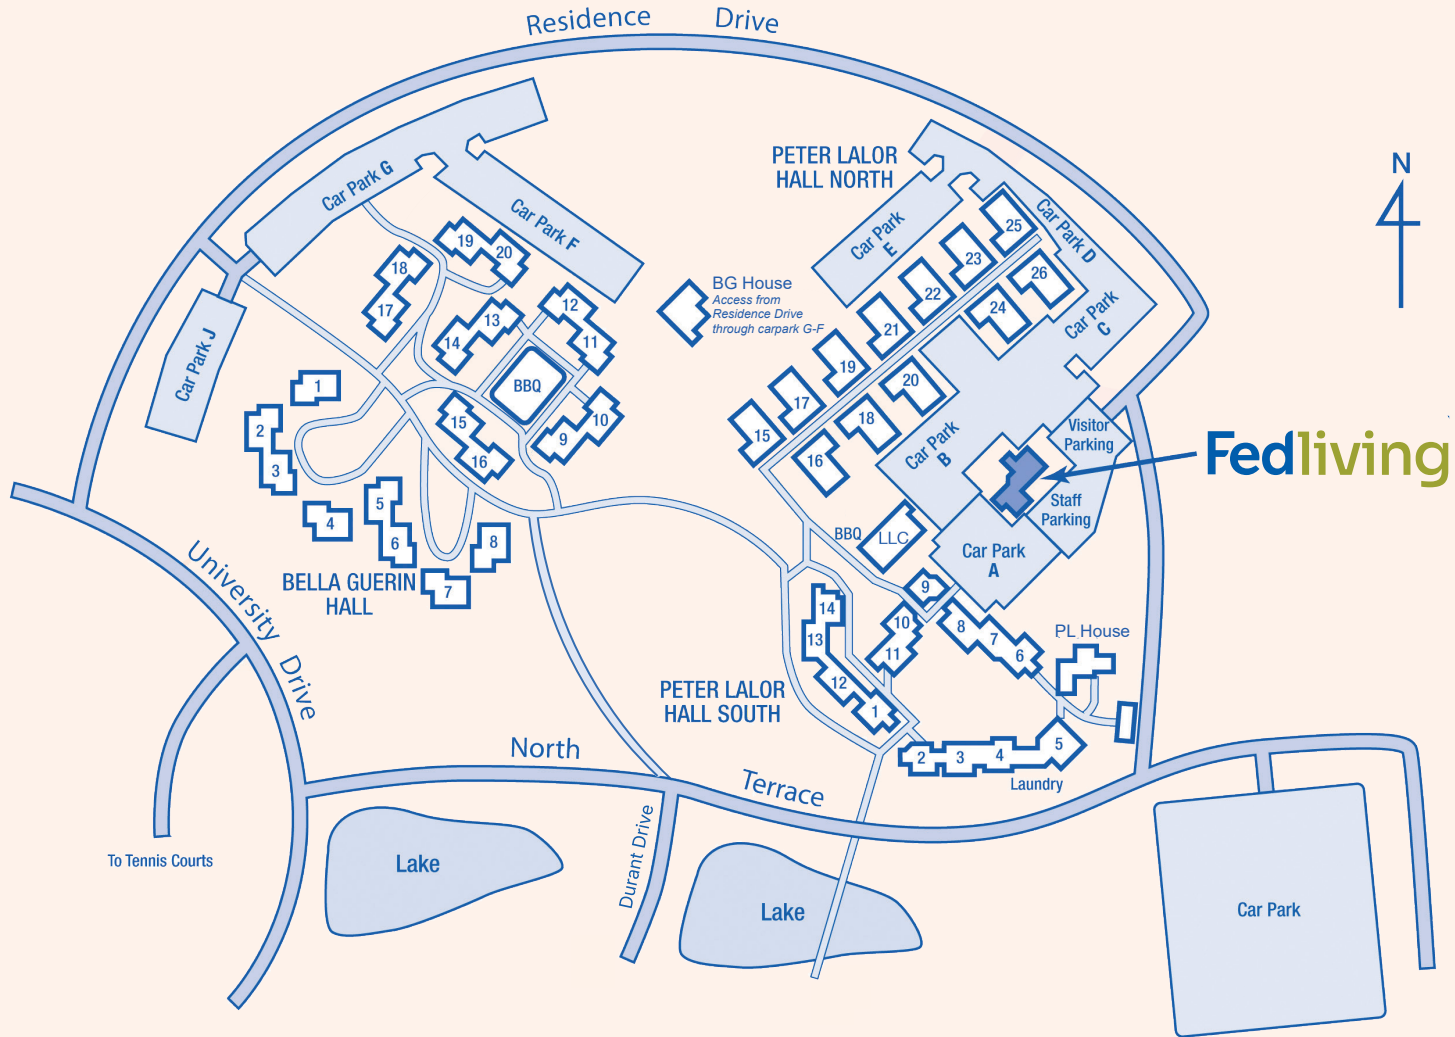 Residence Drive
N
PETER LALOR
HALL NORTH
Car Park G
Car Park F
Car Park
E
Car Park D
Car Park
C
Car Park J
BG House
Access from
Residence Drive
through carpark G-F
19
20
18
17
12
11
13
14
BBQ
15
16
10
9
1
2
3
4
5
6
7
8
BELLA GUERIN
HALL
25
23
26
22
24
21
19
20
17
18
15
16
Car Park
B
Visitor
Parking
Fedliving
Staff
Parking
BBQ
LLC
Car Park
A
9
14
10
8
7
6
13
11
12
1
PL House
PETER LALOR
HALL SOUTH
2
3
4
5
Laundry
University Drive
North Terrace
Durant Drive
To Tennis Courts
Lake
Lake
Car Park